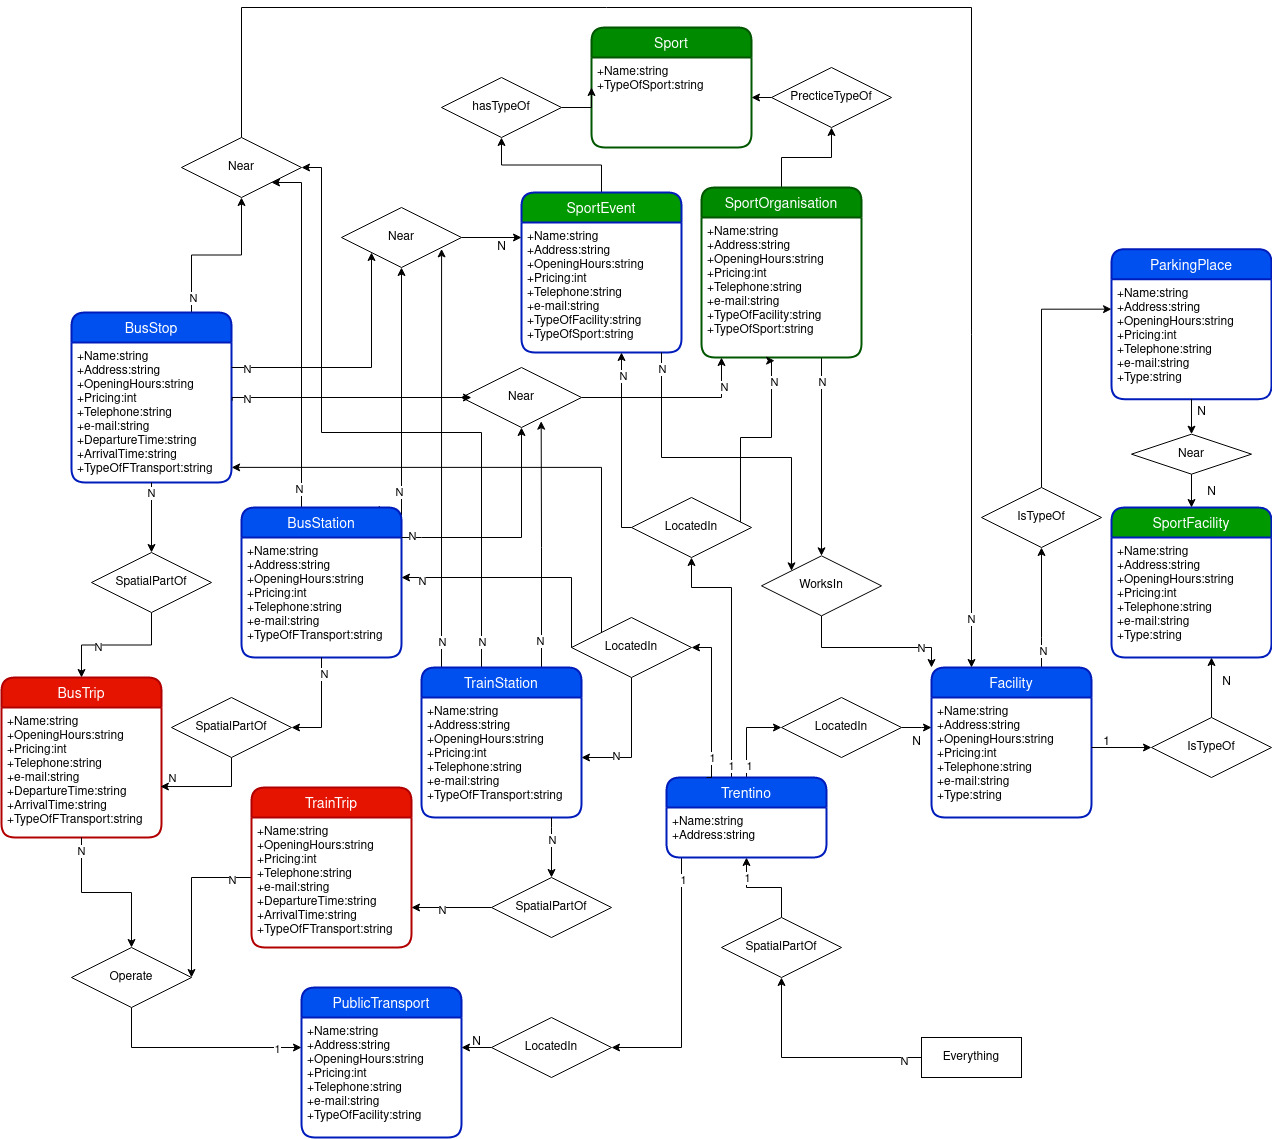 Sport
+Name:string
+TypeOfSport:string
hasTypeOf
PrecticeTypeOf
Near
Near
N
SportEvent
+Name:string
+Address:string
+OpeningHours:string
+Pricing:int
+Telephone:string
+e-mail:string
+TypeOfFacility:string
+TypeOfSport:string
SportOrganisation
+Name:string
+Address:string
+OpeningHours:string
+Pricing:int
+Telephone:string
+e-mail:string
+TypeOfFacility:string
+TypeOfSport:string
ParkingPlace
+Name:string
+Address:string
+OpeningHours:string
+Pricing:int
+Telephone:string
+e-mail:string
+Type:string
N
BusStop
+Name:string
+Address:string
+OpeningHours:string
+Pricing:int
+Telephone:string
+e-mail:string
+DepartureTime:string
+ArrivalTime:string
+TypeOfFTransport:string
N
N
Near
N
N
N
N
N
N
Near
N
N
N
N
BusStation
+Name:string
+Address:string
+OpeningHours:string
+Pricing:int
+Telephone:string
+e-mail:string
+TypeOfFTransport:string
N
N
LocatedIn
IsTypeOf
SportFacility
+Name:string
+Address:string
+OpeningHours:string
+Pricing:int
+Telephone:string
+e-mail:string
+Type:string
SpatialPartOf
WorksIn
N
N
N
N
N
LocatedIn
N
N
N
N
N
BusTrip
+Name:string
+OpeningHours:string
+Pricing:int
+Telephone:string
+e-mail:string
+DepartureTime:string
+ArrivalTime:string
+TypeOfFTransport:string
SpatialPartOf
N
TrainStation
+Name:string
+Address:string
+OpeningHours:string
+Pricing:int
+Telephone:string
+e-mail:string
+TypeOfFTransport:string
N
LocatedIn
N
1
1
1
Facility
+Name:string
+Address:string
+OpeningHours:string
+Pricing:int
+Telephone:string
+e-mail:string
+Type:string
1
IsTypeOf
Trentino
+Name:string
+Address:string
TrainTrip
+Name:string
+OpeningHours:string
+Pricing:int
+Telephone:string
+e-mail:string
+DepartureTime:string
+ArrivalTime:string
+TypeOfFTransport:string
N
N
N
SpatialPartOf
N
1
1
SpatialPartOf
Operate
1
PublicTransport
+Name:string
+Address:string
+OpeningHours:string
+Pricing:int
+Telephone:string
+e-mail:string
+TypeOfFacility:string
N
LocatedIn
N
Everything